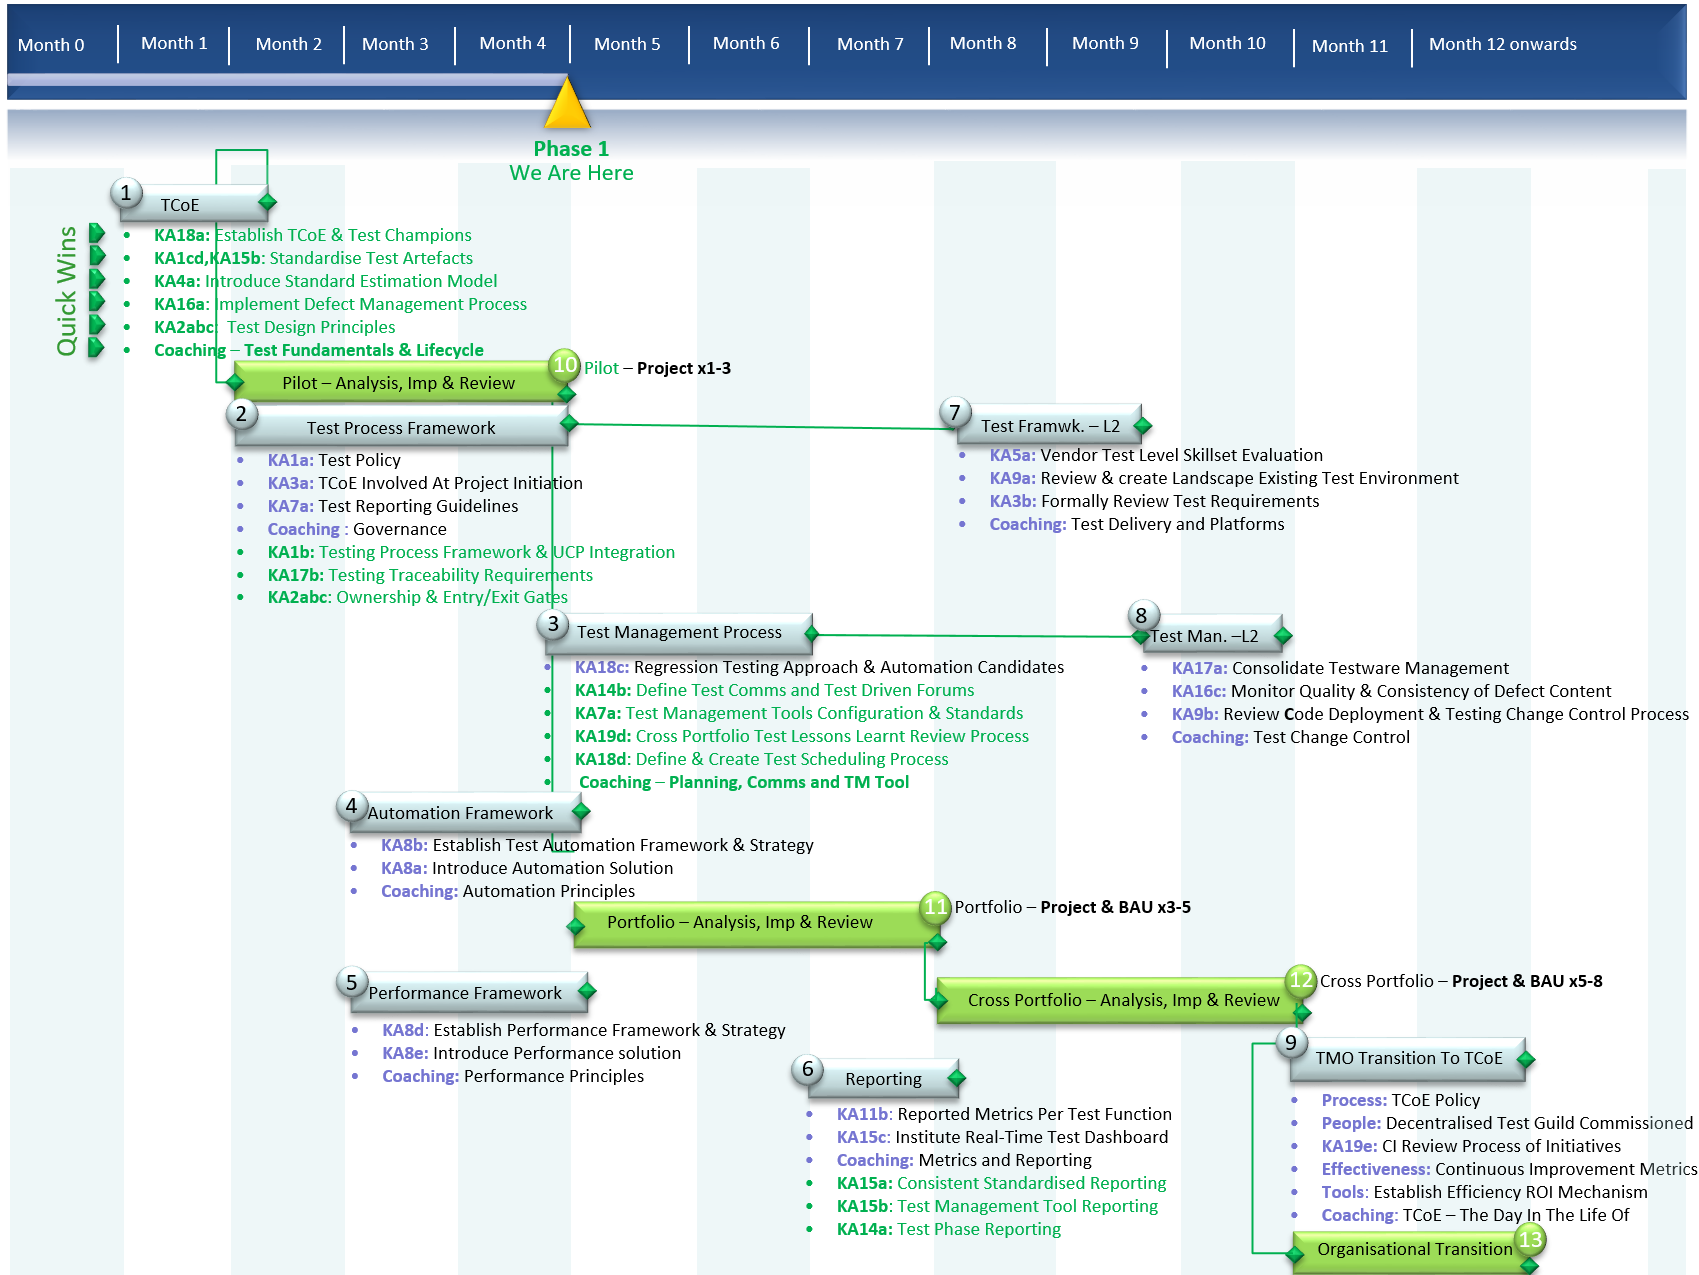 Month 0
Month 1
Month 2
Month 3
Month 4
Month 5
Month 6
Month 7
Month 8
Month 9
Month 10
Month 11
Month 12 onwards
Phase 1
We Are Here
1
TCoE
Quick Wins
• KA18a: Establish TCoE & Test Champions
• KA1cd,KA15b: Standardise Test Artefacts
• KA4a: Introduce Standard Estimation Model
• KA16a: Implement Defect Management Process
• KA2abc: Test Design Principles
• Coaching – Test Fundamentals & Lifecycle
Pilot – Analysis, Imp & Review
10
Pilot – Project x1-3
2
Test Process Framework
• KA1a: Test Policy
• KA3a: TCoE Involved At Project Initiation
• KA7a: Test Reporting Guidelines
• Coaching : Governance
• KA1b: Testing Process Framework & UCP Integration
• KA17b: Testing Traceability Requirements
• KA2abc: Ownership & Entry/Exit Gates
7
Test Framwk. – L2
• KA5a: Vendor Test Level Skillset Evaluation
• KA9a: Review & create Landscape Existing Test Environment
• KA3b: Formally Review Test Requirements
• Coaching: Test Delivery and Platforms
3
Test Management Process
• KA18c: Regression Testing Approach & Automation Candidates
• KA14b: Define Test Comms and Test Driven Forums
• KA7a: Test Management Tools Configuration & Standards
• KA19d: Cross Portfolio Test Lessons Learnt Review Process
• KA18d: Define & Create Test Scheduling Process
• Coaching – Planning, Comms and TM Tool
8
Test Man. –L2
• KA17a: Consolidate Testware Management
• KA16c: Monitor Quality & Consistency of Defect Content
• KA9b: Review Code Deployment & Testing Change Control Process
• Coaching: Test Change Control
4
Automation Framework
• KA8b: Establish Test Automation Framework & Strategy
• KA8a: Introduce Automation Solution
• Coaching: Automation Principles
Portfolio – Analysis, Imp & Review
11
Portfolio – Project & BAU x3-5
5
Performance Framework
• KA8d: Establish Performance Framework & Strategy
• KA8e: Introduce Performance solution
• Coaching: Performance Principles
Cross Portfolio – Analysis, Imp & Review
12
Cross Portfolio – Project & BAU x5-8
6
Reporting
• KA11b: Reported Metrics Per Test Function
• KA15c: Institute Real-Time Test Dashboard
• Coaching: Metrics and Reporting
• KA15a: Consistent Standardised Reporting
• KA15b: Test Management Tool Reporting
• KA14a: Test Phase Reporting
9
TMO Transition To TCoE
• Process: TCoE Policy
• People: Decentralised Test Guild Commissioned
• KA19e: CI Review Process of Initiatives
• Effectiveness: Continuous Improvement Metrics
• Tools: Establish Efficiency ROI Mechanism
• Coaching: TCoE – The Day In The Life Of
Organisational Transition
13